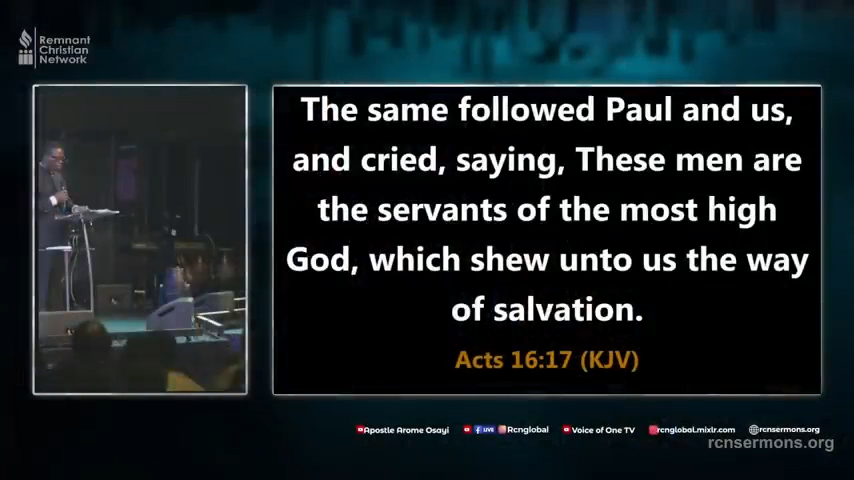 Remnant
Christian
Network
The same followed Paul and us,
and cried, saying, These men are
the servants of the most high
God, which shew unto us the way
of salvation.
Acts 16:17 (KJV)
Apostle Arome Osayi LIVE Rcnglobal Voice of One TV rcnglobal.mixlr.com rcnsermons.org
rcnsermons.org